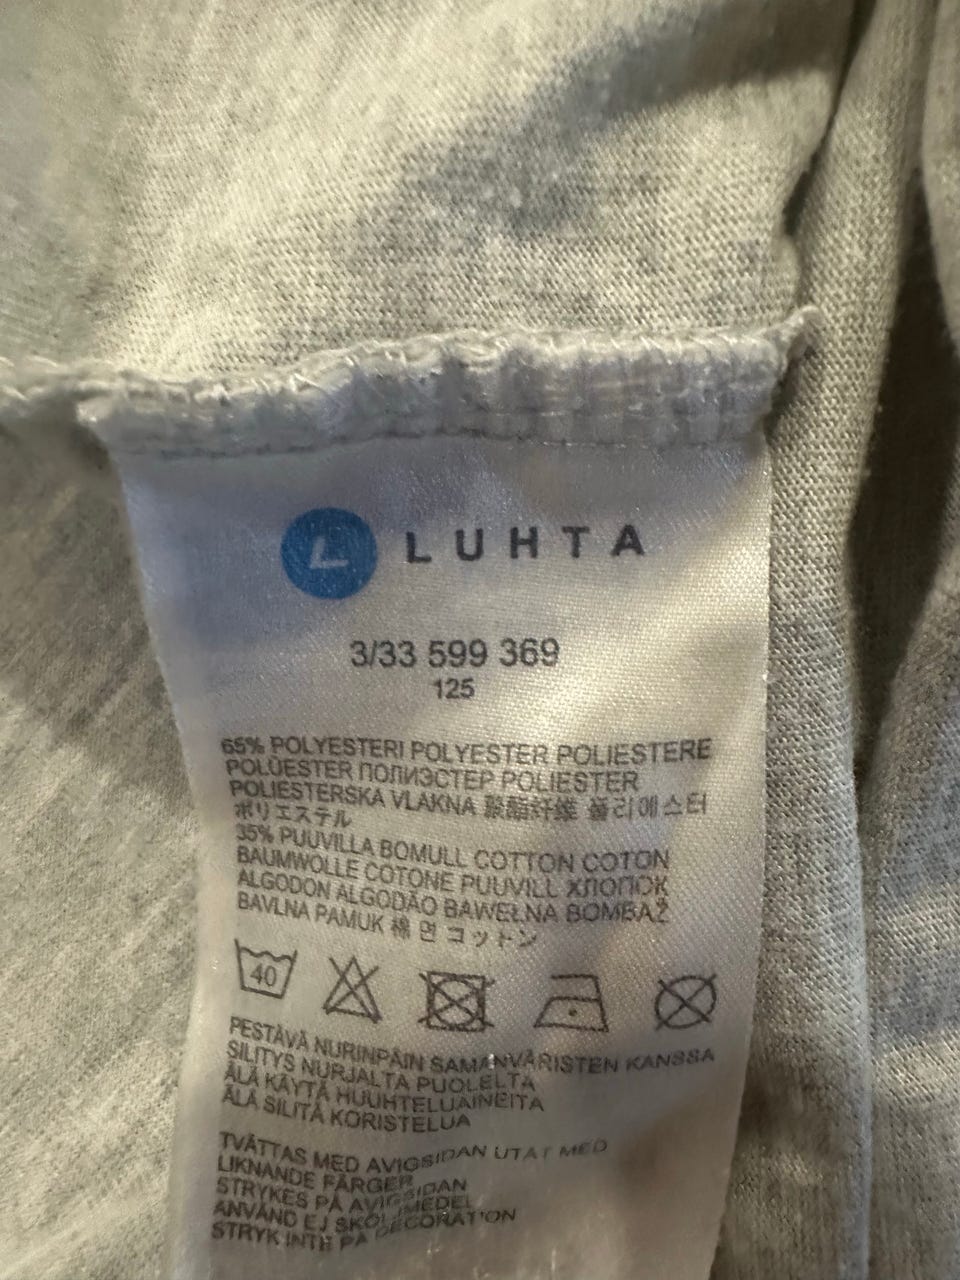 L LUHTA
3/33 599 369
125
65% POLYESTERI POLYESTER POLIESTERE
POLÜESTER ПОЛИЭСТЕР POLIESTER
POLIESTERSKA VLAKNA 聚酯纤维 폴리에스터
ポリエステル
35% PUUVILLA BOMULL COTTON COTON
BAUMWOLLE COTONE PUUVILL ХЛОПОК
ALGODON ALGODÃO BAWEŁNA BOMBAŽ
BAVLNA PAMUK 棉 면 コットン
40
PESTÄVÄ NURINPÄIN SAMANVÄRISTEN KANSSA
SILITYS NURJALTA PUOLELTA
ÄLÄ KÄYTÄ HUUHTELUAINEITA
ÄLÄ SILITÄ KORISTELUA
TVÄTTAS MED AVIGSIDAN UTÅT MED
LIKNANDE FÄRGER
STRYKES PÅ AVIGSIDAN
ANVÄND EJ SKÖLJMEDEL
STRYK INTE PÅ DECORATION